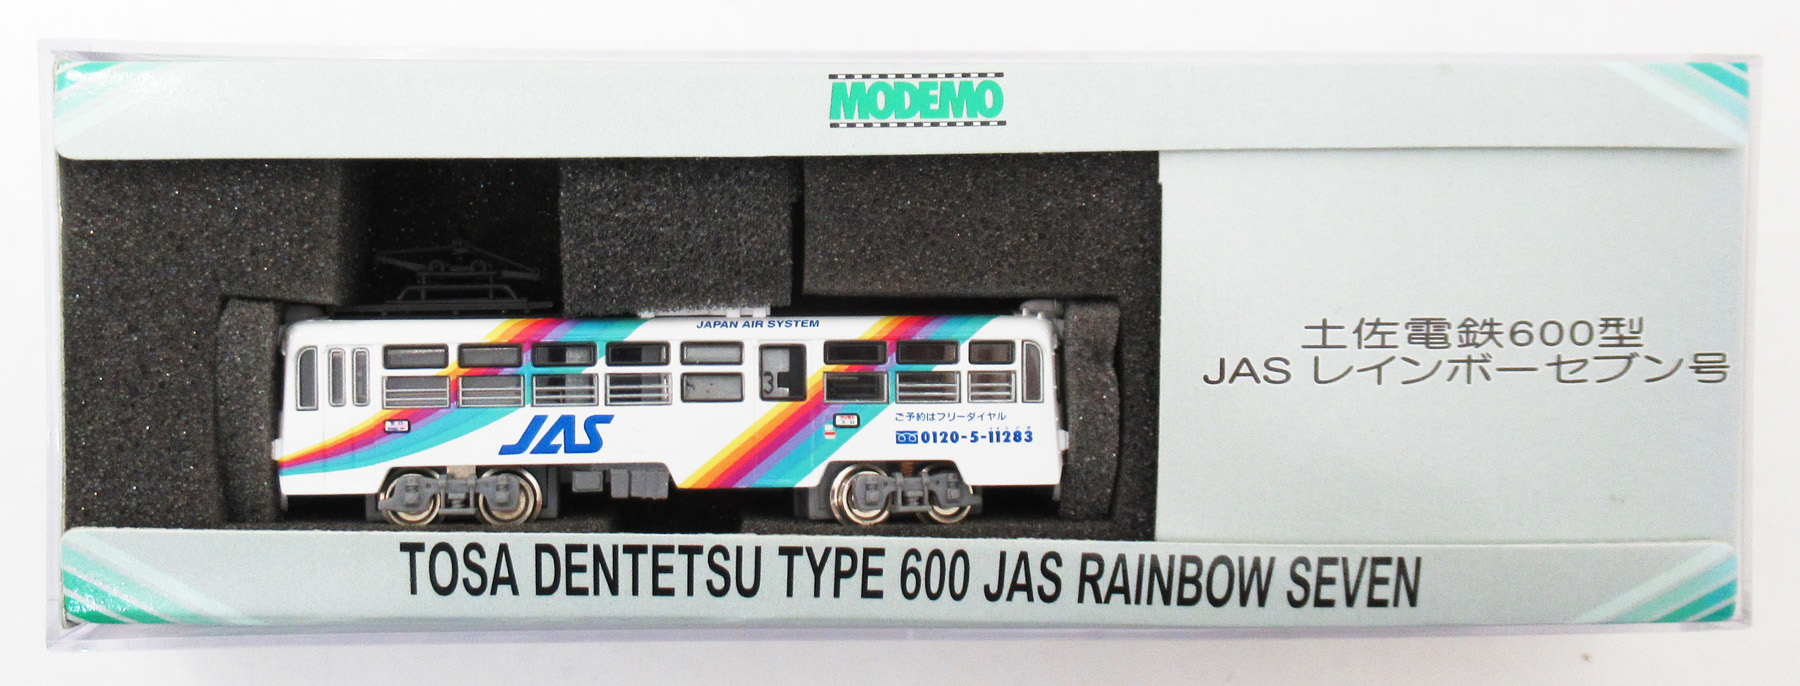 MODEMO
土佐電鉄600型
JAS レインボーセブン号
JAPAN AIR SYSTEM
3
JAS
ご予約はフリーダイヤル
0120-5-11283
TOSA DENTETSU TYPE 600 JAS RAINBOW SEVEN